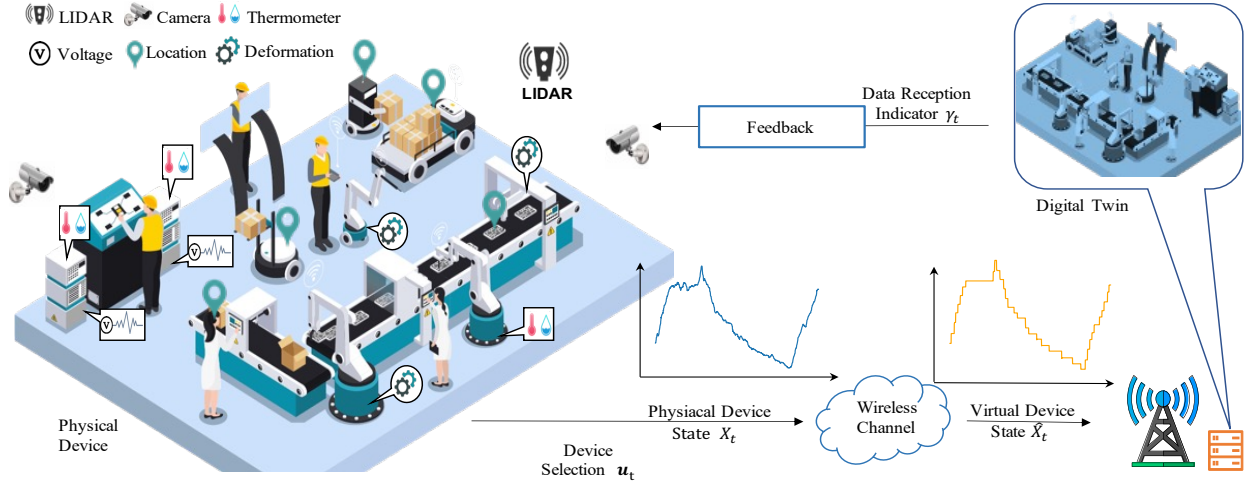 LIDAR
Camera
Thermometer
V Voltage
Location
Deformation
LIDAR
Data Reception
Indicator γₜ
Feedback
Digital Twin
V
V
Physical
Device
Physiacal Device
State Xₜ
Wireless
Channel
Virtual Device
State X̂ₜ
Device
Selection uₜ